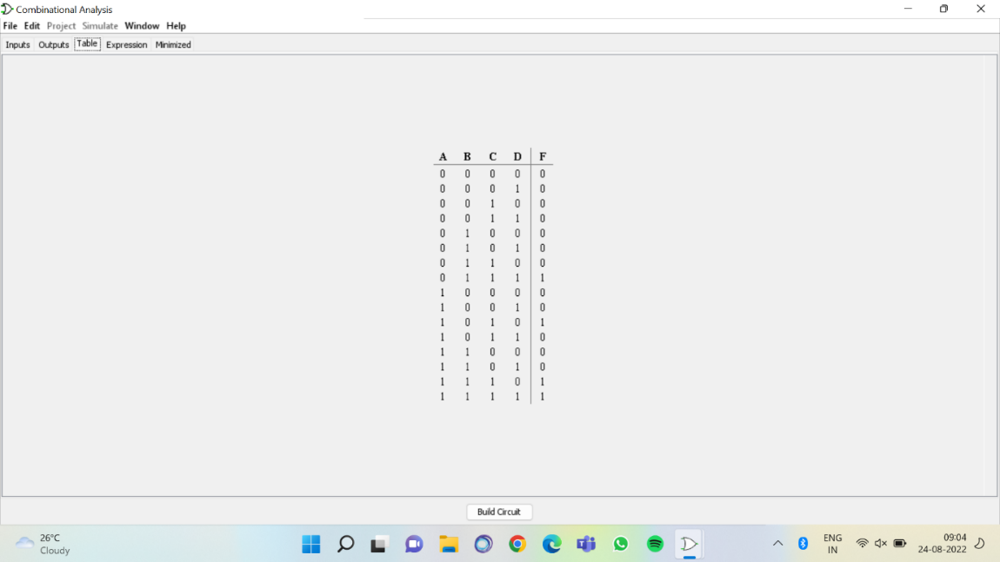 Combinational Analysis
File Edit Project Simulate Window Help
Inputs Outputs Table Expression Minimized
A B C D F
0 0 0 0 0
0 0 0 1 0
0 0 1 0 0
0 0 1 1 0
0 1 0 0 0
0 1 0 1 0
0 1 1 0 0
0 1 1 1 1
1 0 0 0 0
1 0 0 1 0
1 0 1 0 1
1 0 1 1 0
1 1 0 0 0
1 1 0 1 0
1 1 1 0 1
1 1 1 1 1
Build Circuit
26°C
Cloudy
ENG
IN
09:04
24-08-2022